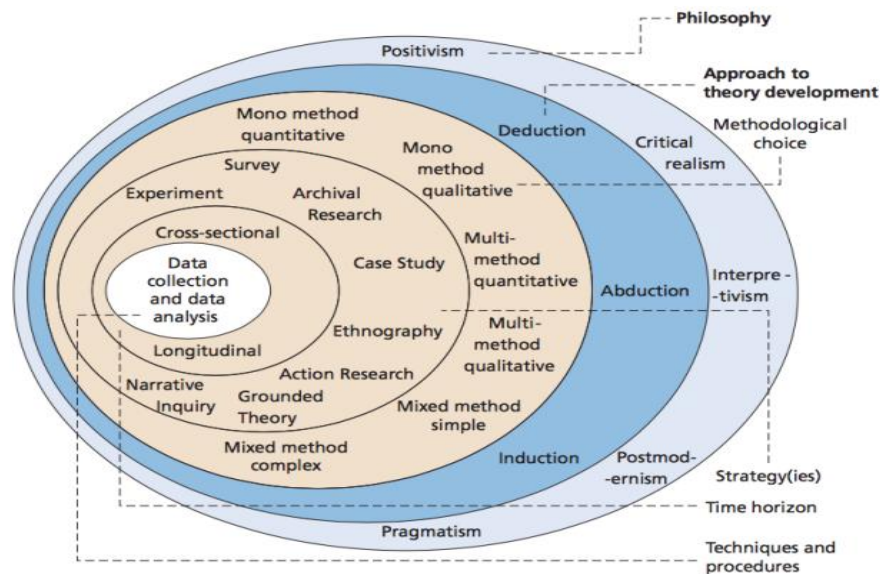 Philosophy
Positivism
Approach to
theory development
Mono method
quantitative
Deduction
Methodological
choice
Critical
realism
Mono
method
qualitative
Survey
Experiment
Archival
Research
Cross-sectional
Data
collection
and data
analysis
Case Study
Multi-
method
quantitative
Abduction
Interpre -
-tivism
Ethnography
Multi-
method
qualitative
Longitudinal
Action Research
Narrative
Inquiry
Grounded
Theory
Mixed method
simple
Mixed method
complex
Induction
Postmod-
-ernism
Strategy(ies)
Time horizon
Pragmatism
Techniques and
procedures